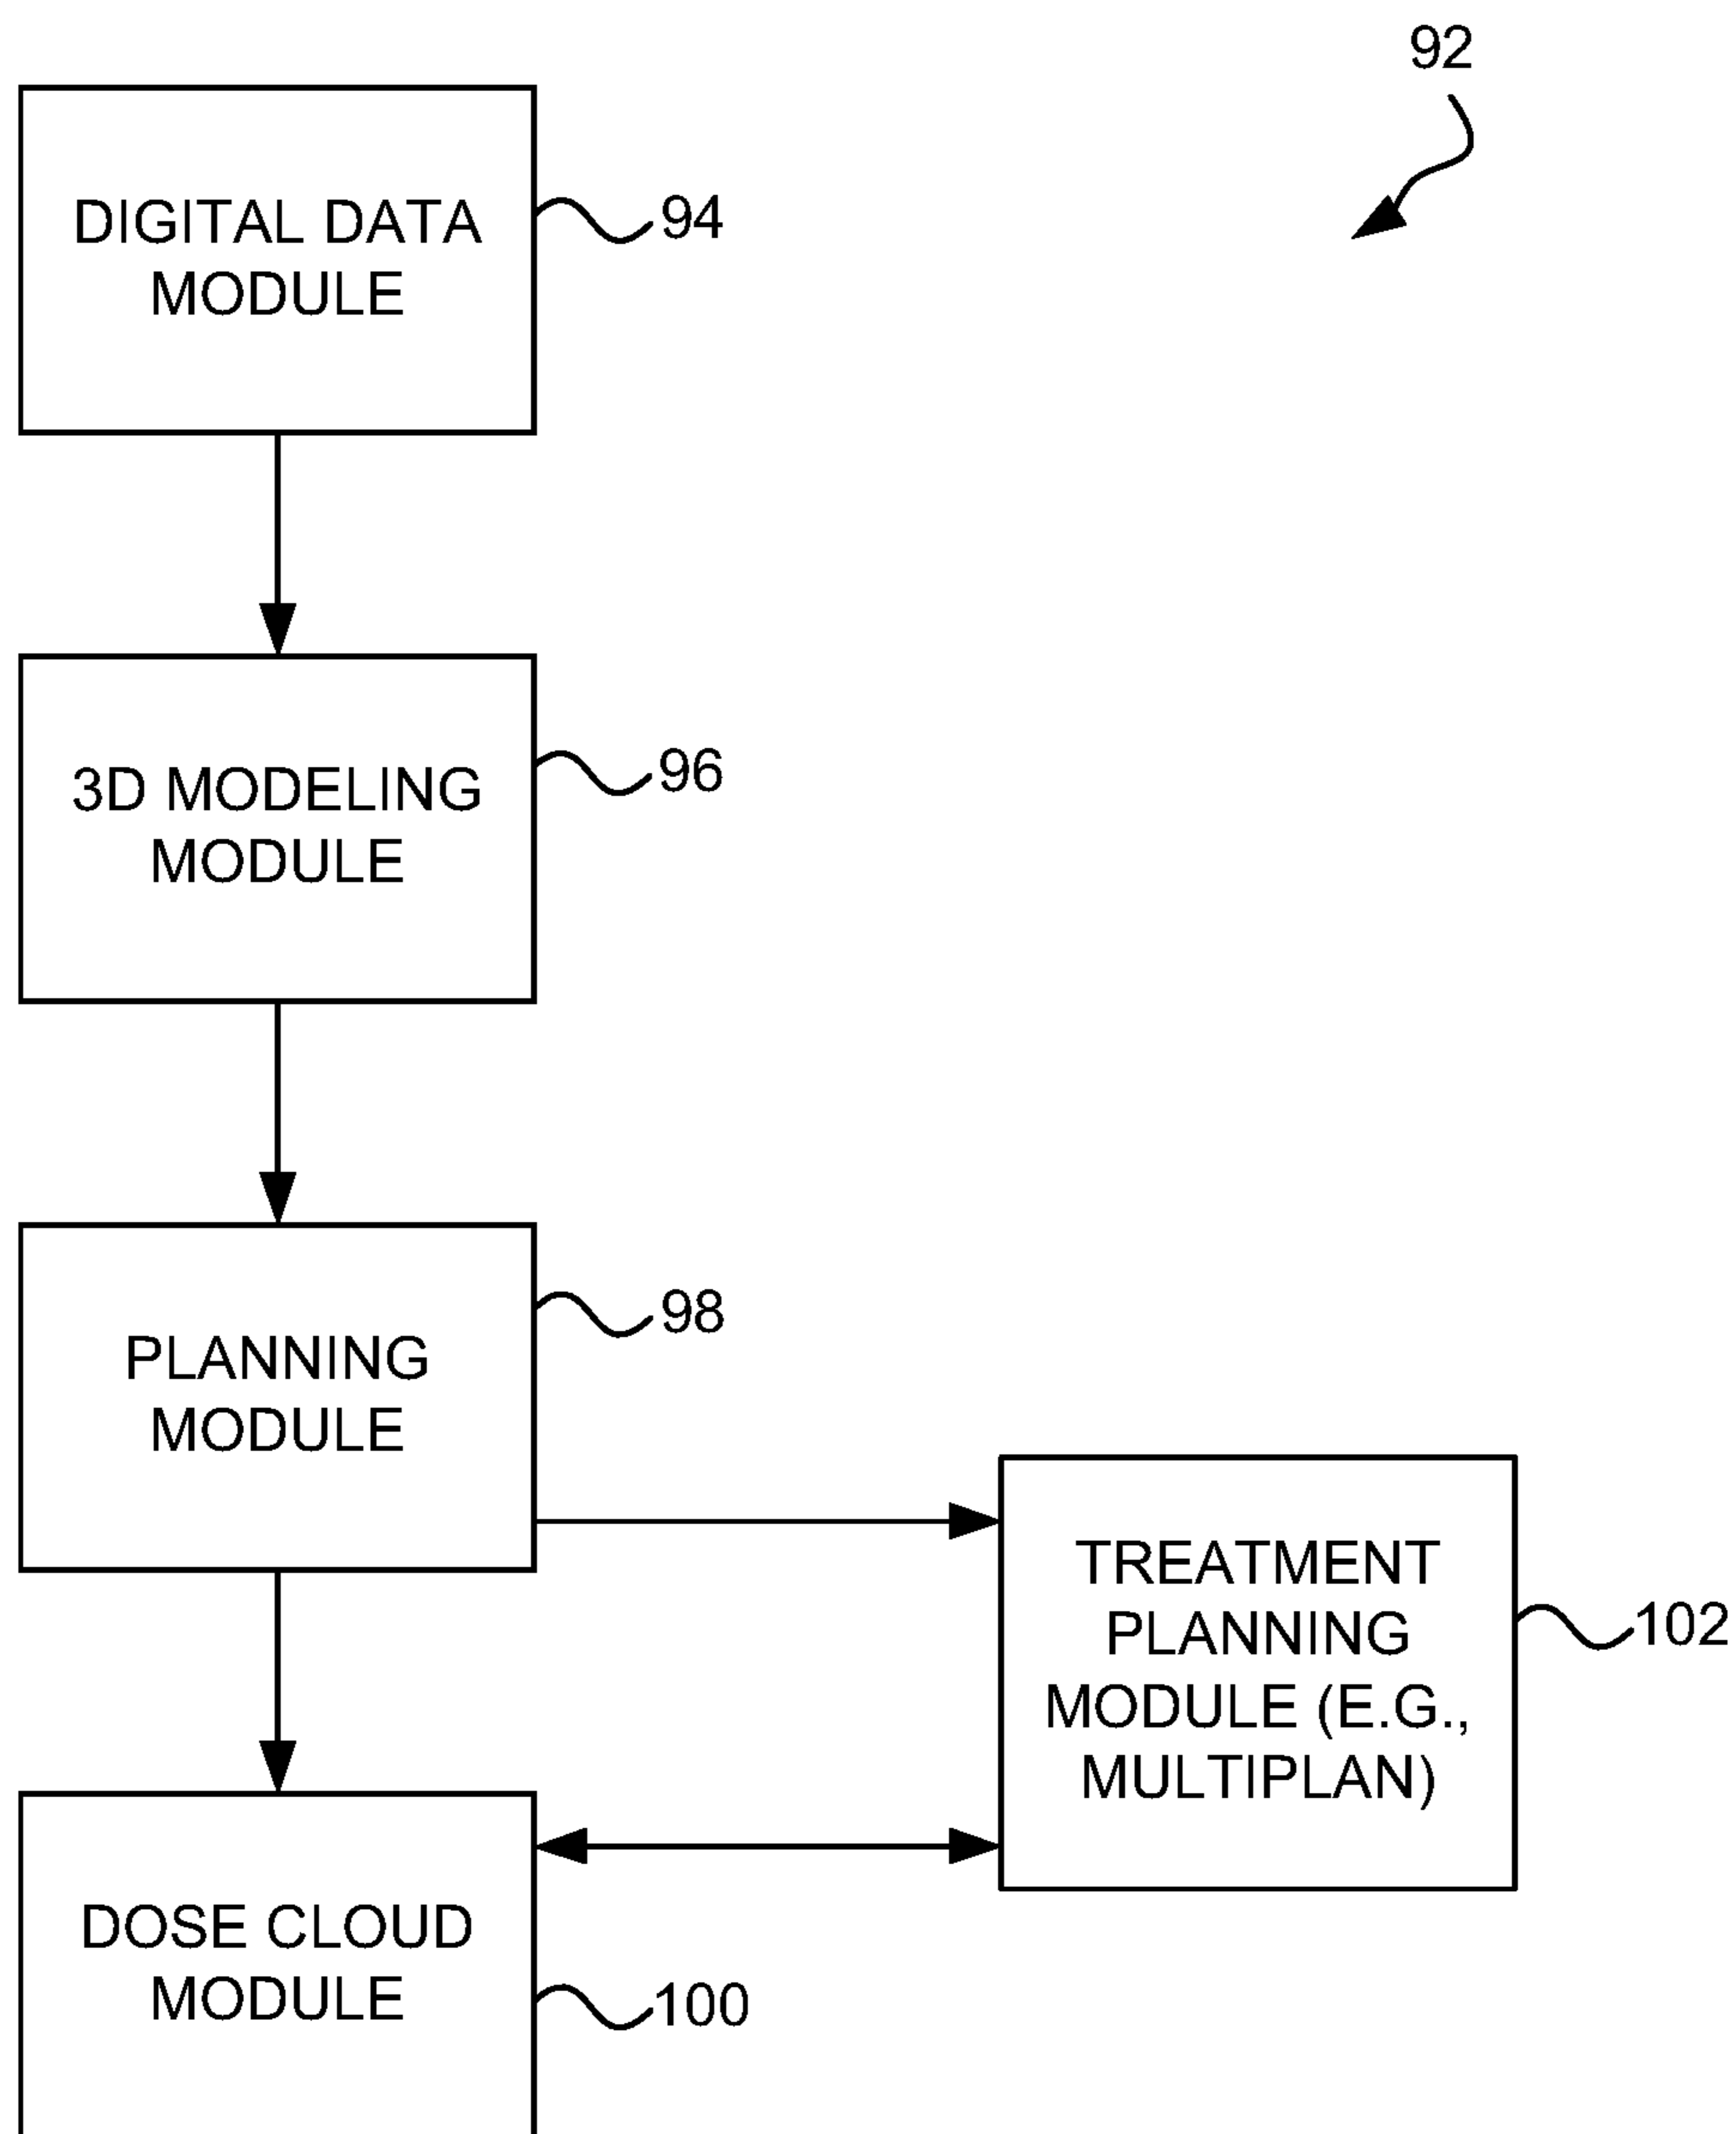 92
DIGITAL DATA
MODULE
94
3D MODELING
MODULE
96
PLANNING
MODULE
98
TREATMENT
PLANNING
MODULE (E.G.,
MULTIPLAN)
102
DOSE CLOUD
MODULE
100